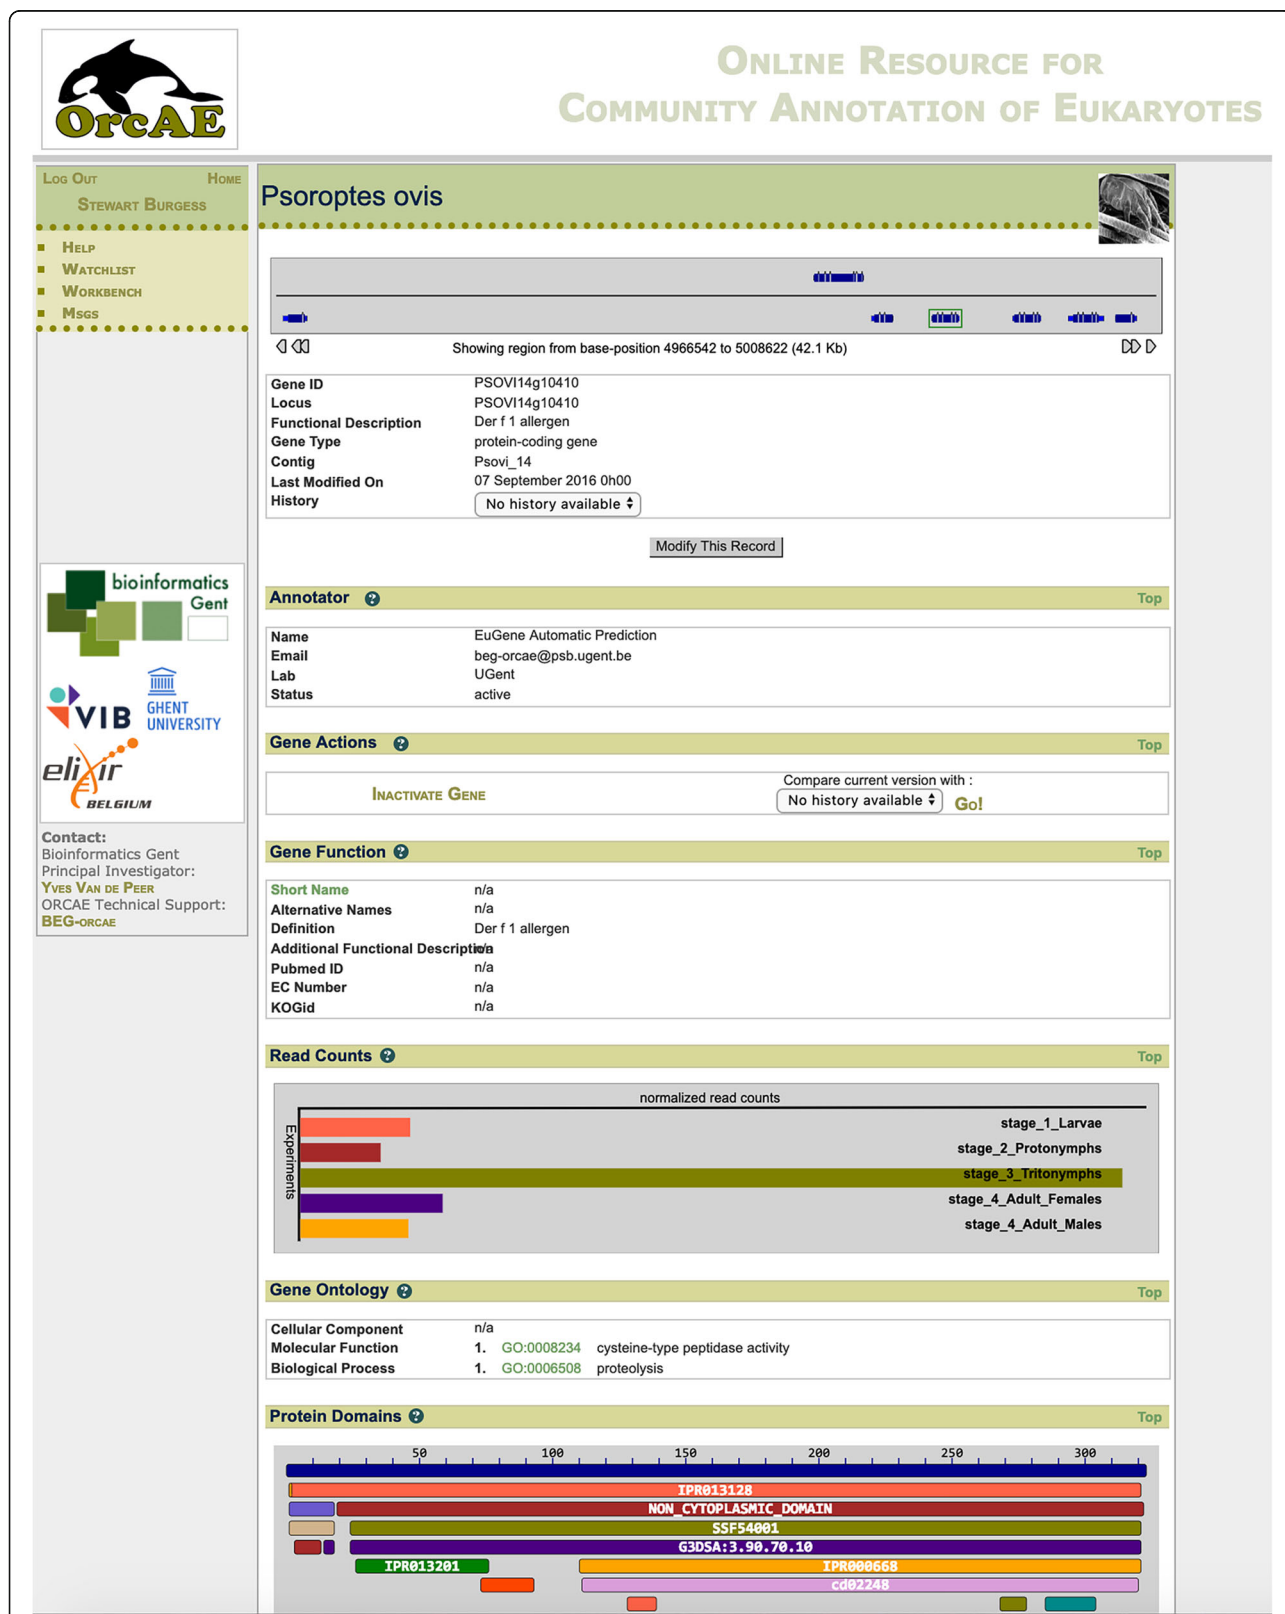 OrcAE
Online Resource for
Community Annotation of Eukaryotes
Log Out Home
Stewart Burgess
Help
Watchlist
Workbench
Msgs
bioinformatics
Gent
VIB
GHENT
UNIVERSITY
elixir
BELGIUM
Contact:
Bioinformatics Gent
Principal Investigator:
Yves Van de Peer
ORCAE Technical Support:
BEG-orcae
Psoroptes ovis
Showing region from base-position 4966542 to 5008622 (42.1 Kb)
Gene ID PSOVI14g10410
Locus PSOVI14g10410
Functional Description Der f 1 allergen
Gene Type protein-coding gene
Contig Psovi_14
Last Modified On 07 September 2016 0h00
History No history available
Modify This Record
Annotator ? Top
Name EuGene Automatic Prediction
Email beg-orcae@psb.ugent.be
Lab UGent
Status active
Gene Actions ? Top
Compare current version with :
Inactivate Gene No history available Go!
Gene Function ? Top
Short Name n/a
Alternative Names n/a
Definition Der f 1 allergen
Additional Functional Description n/a
Pubmed ID n/a
EC Number n/a
KOGid n/a
Read Counts ? Top
normalized read counts
Experiments
stage_1_Larvae
stage_2_Protonymphs
stage_3_Tritonymphs
stage_4_Adult_Females
stage_4_Adult_Males
Gene Ontology ? Top
Cellular Component n/a
Molecular Function 1. GO:0008234 cysteine-type peptidase activity
Biological Process 1. GO:0006508 proteolysis
Protein Domains ? Top
50 100 150 200 250 300
IPR013128
NON_CYTOPLASMIC_DOMAIN
SSF54001
G3DSA:3.90.70.10
IPR013201 IPR000668
cd02248